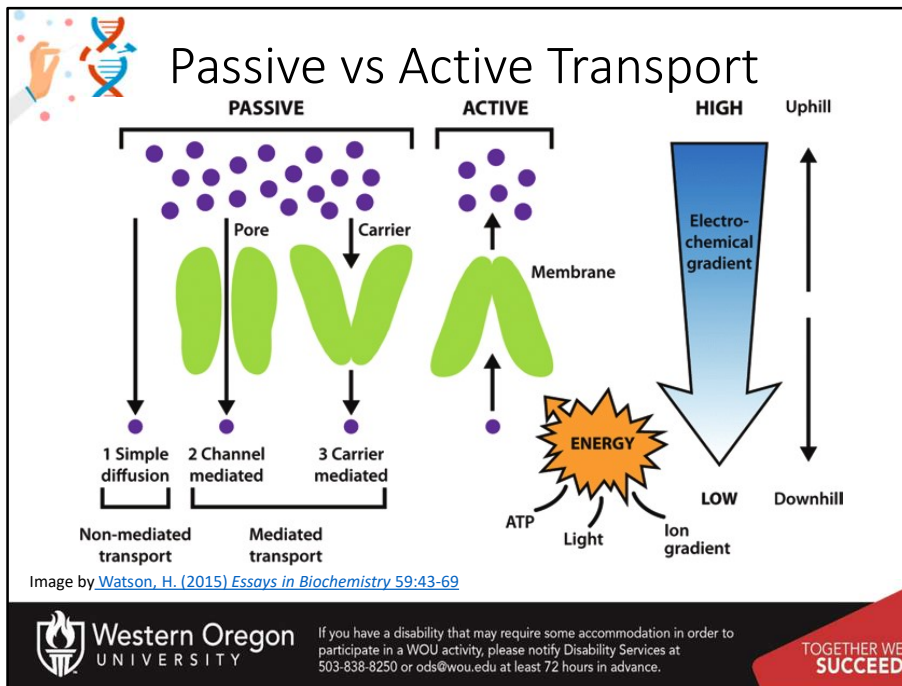 Passive vs Active Transport
PASSIVE
ACTIVE
HIGH
Uphill
Pore
Carrier
Membrane
Electro-
chemical
gradient
1 Simple
diffusion
2 Channel
mediated
3 Carrier
mediated
ENERGY
ATP
Light
Ion
gradient
LOW
Downhill
Non-mediated
transport
Mediated
transport
Image by Watson, H. (2015) Essays in Biochemistry 59:43-69
Western Oregon
UNIVERSITY
If you have a disability that may require some accommodation in order to
participate in a WOU activity, please notify Disability Services at
503-838-8250 or ods@wou.edu at least 72 hours in advance.
TOGETHER WE
SUCCEED